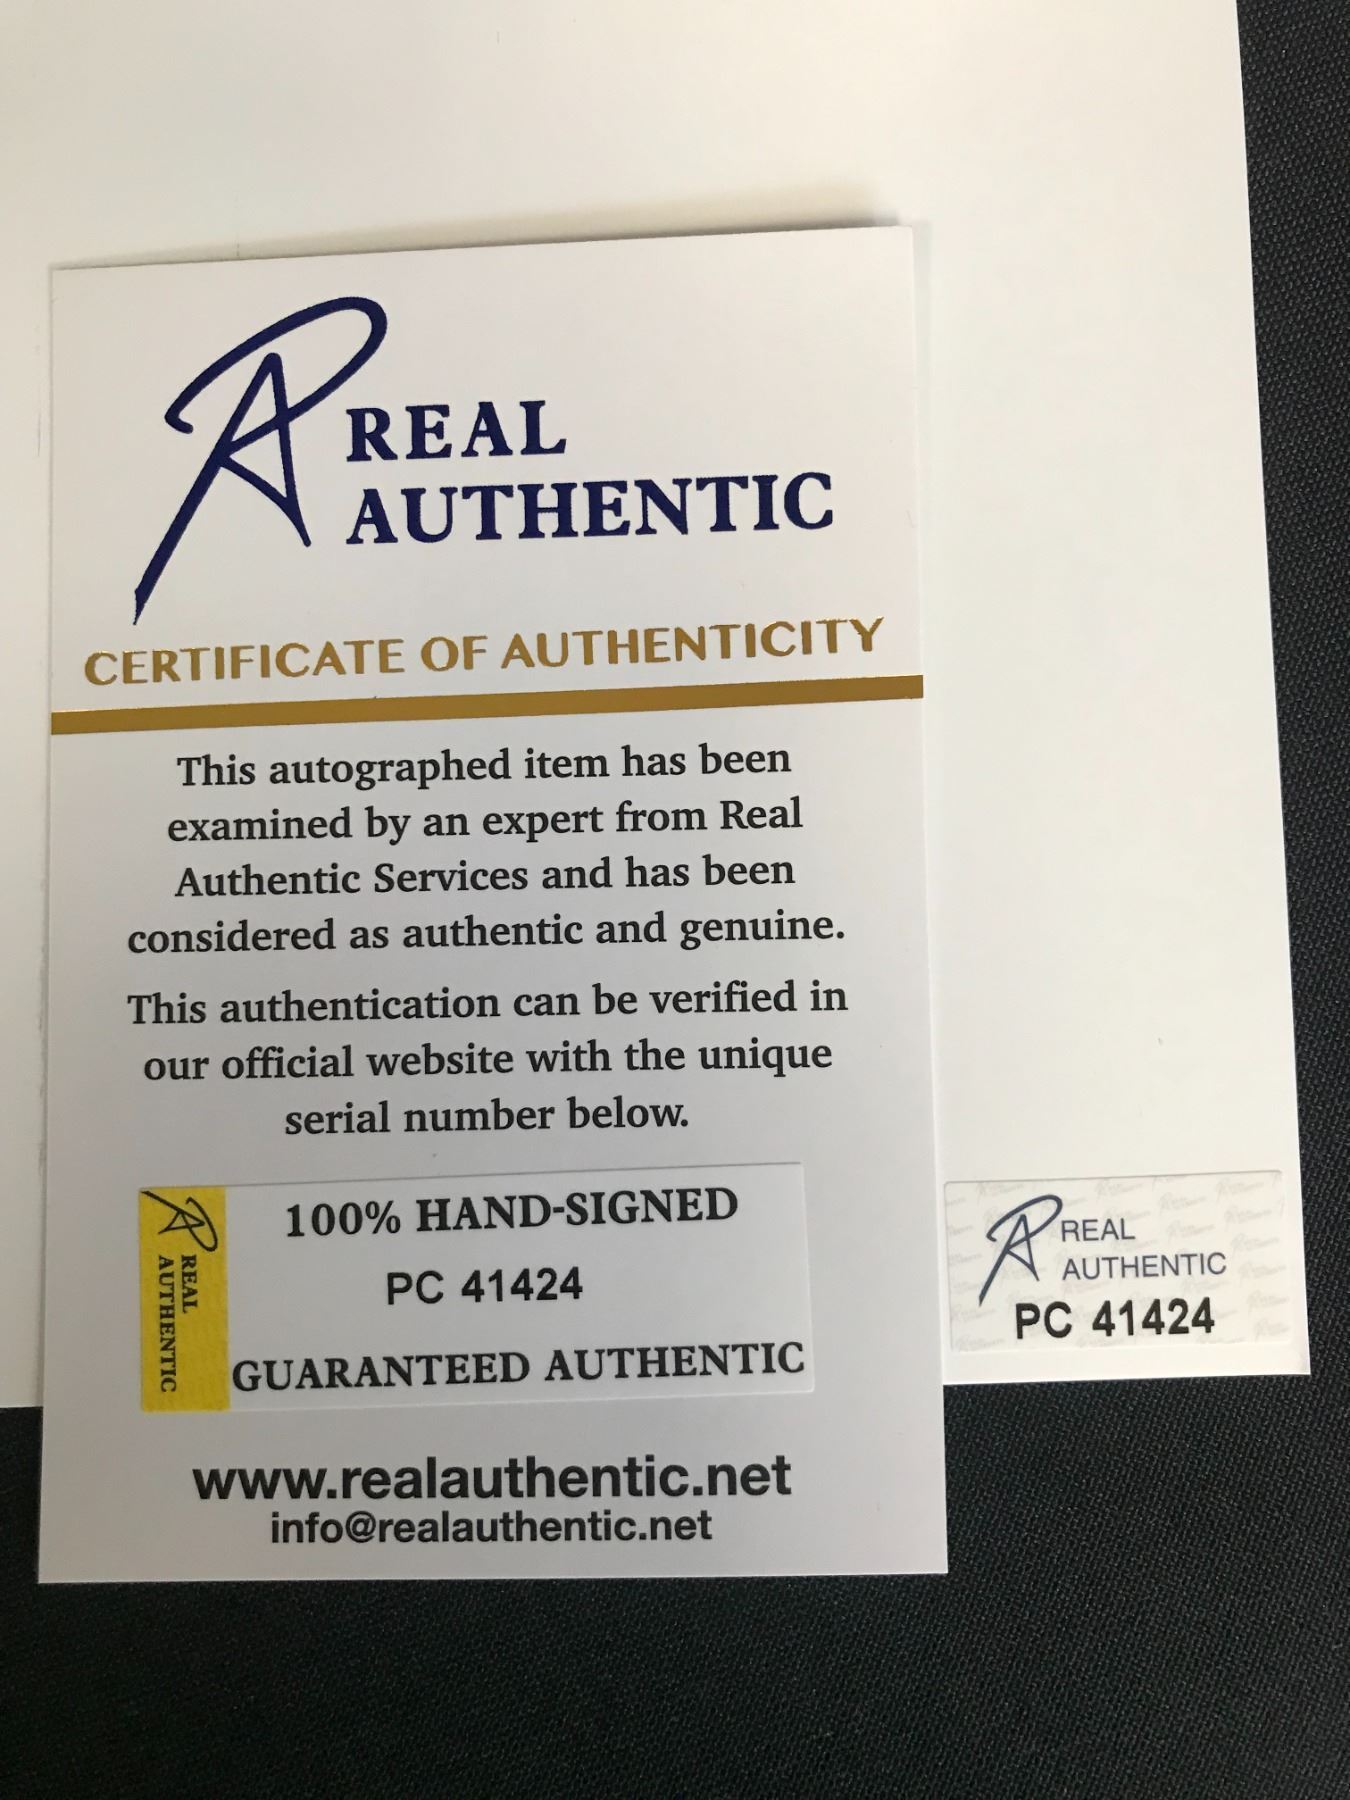 REAL
AUTHENTIC
CERTIFICATE OF AUTHENTICITY
This autographed item has been
examined by an expert from Real
Authentic Services and has been
considered as authentic and genuine.
This authentication can be verified in
our official website with the unique
serial number below.
REAL
AUTHENTIC
100% HAND-SIGNED
PC 41424
GUARANTEED AUTHENTIC
www.realauthentic.net
info@realauthentic.net
REAL
AUTHENTIC
PC 41424